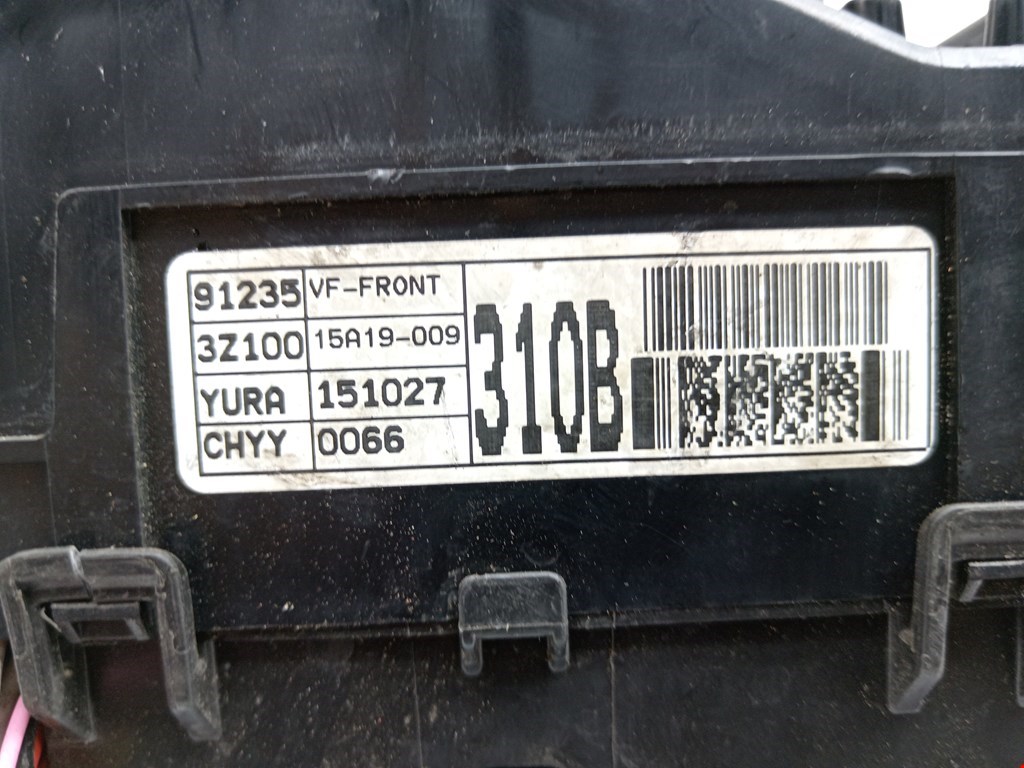 91235 VF-FRONT
3Z100 15A19-009
YURA 151027
CHYY 0066
310B